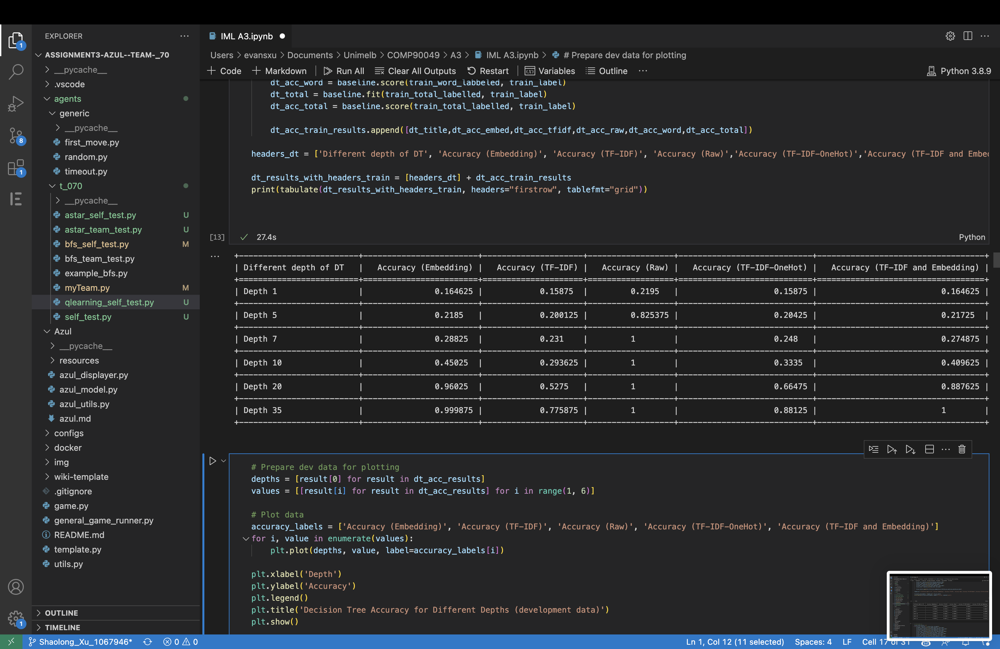 EXPLORER
ASSIGNMENT3-AZUL--TEAM-_70
__pycache__
.vscode
agents
generic
__pycache__
first_move.py
random.py
timeout.py
t_070
__pycache__
astar_self_test.py U
astar_team_test.py U
bfs_self_test.py M
bfs_team_test.py
example_bfs.py
myTeam.py M
qlearning_self_test.py U
self_test.py U
Azul
__pycache__
resources
azul_displayer.py
azul_model.py
azul_utils.py
azul.md
configs
docker
img
wiki-template
.gitignore
game.py
general_game_runner.py
README.md
template.py
utils.py
OUTLINE
TIMELINE
1
8
1
1
IML A3.ipynb
Users > evansxu > Documents > Unimelb > COMP90049 > A3 > IML A3.ipynb > # Prepare dev data for plotting
Code Markdown Run All Clear All Outputs Restart Variables Outline ··· Python 3.8.9
dt_acc_word = baseline.score(train_word_labbeled, train_label)
dt_total = baseline.fit(train_total_labelled, train_label)
dt_acc_total = baseline.score(train_total_labelled, train_label)
dt_acc_train_results.append([dt_title,dt_acc_embed,dt_acc_tfidf,dt_acc_raw,dt_acc_word,dt_acc_total])
headers_dt = ['Different depth of DT', 'Accuracy (Embedding)', 'Accuracy (TF-IDF)', 'Accuracy (Raw)','Accuracy (TF-IDF-OneHot)','Accuracy (TF-IDF and Embe
dt_results_with_headers_train = [headers_dt] + dt_acc_train_results
print(tabulate(dt_results_with_headers_train, headers="firstrow", tablefmt="grid"))
[13] 27.4s Python
| Different depth of DT | Accuracy (Embedding) | Accuracy (TF-IDF) | Accuracy (Raw) | Accuracy (TF-IDF-OneHot) | Accuracy (TF-IDF and Embedding) |
| Depth 1 | 0.164625 | 0.15875 | 0.2195 | 0.15875 | 0.164625 |
| Depth 5 | 0.2185 | 0.200125 | 0.825375 | 0.20425 | 0.21725 |
| Depth 7 | 0.28825 | 0.231 | 1 | 0.248 | 0.274875 |
| Depth 10 | 0.45025 | 0.293625 | 1 | 0.3335 | 0.409625 |
| Depth 20 | 0.96025 | 0.5275 | 1 | 0.66475 | 0.887625 |
| Depth 35 | 0.999875 | 0.775875 | 1 | 0.88125 | 1 |
# Prepare dev data for plotting
depths = [result[0] for result in dt_acc_results]
values = [[result[i] for result in dt_acc_results] for i in range(1, 6)]
# Plot data
accuracy_labels = ['Accuracy (Embedding)', 'Accuracy (TF-IDF)', 'Accuracy (Raw)', 'Accuracy (TF-IDF-OneHot)', 'Accuracy (TF-IDF and Embedding)']
for i, value in enumerate(values):
plt.plot(depths, value, label=accuracy_labels[i])
plt.xlabel('Depth')
plt.ylabel('Accuracy')
plt.legend()
plt.title('Decision Tree Accuracy for Different Depths (development data)')
plt.show()
Shaolong_Xu_1067946* 0 0 Ln 1, Col 12 (11 selected) Spaces: 4 LF Cell 17 of 31